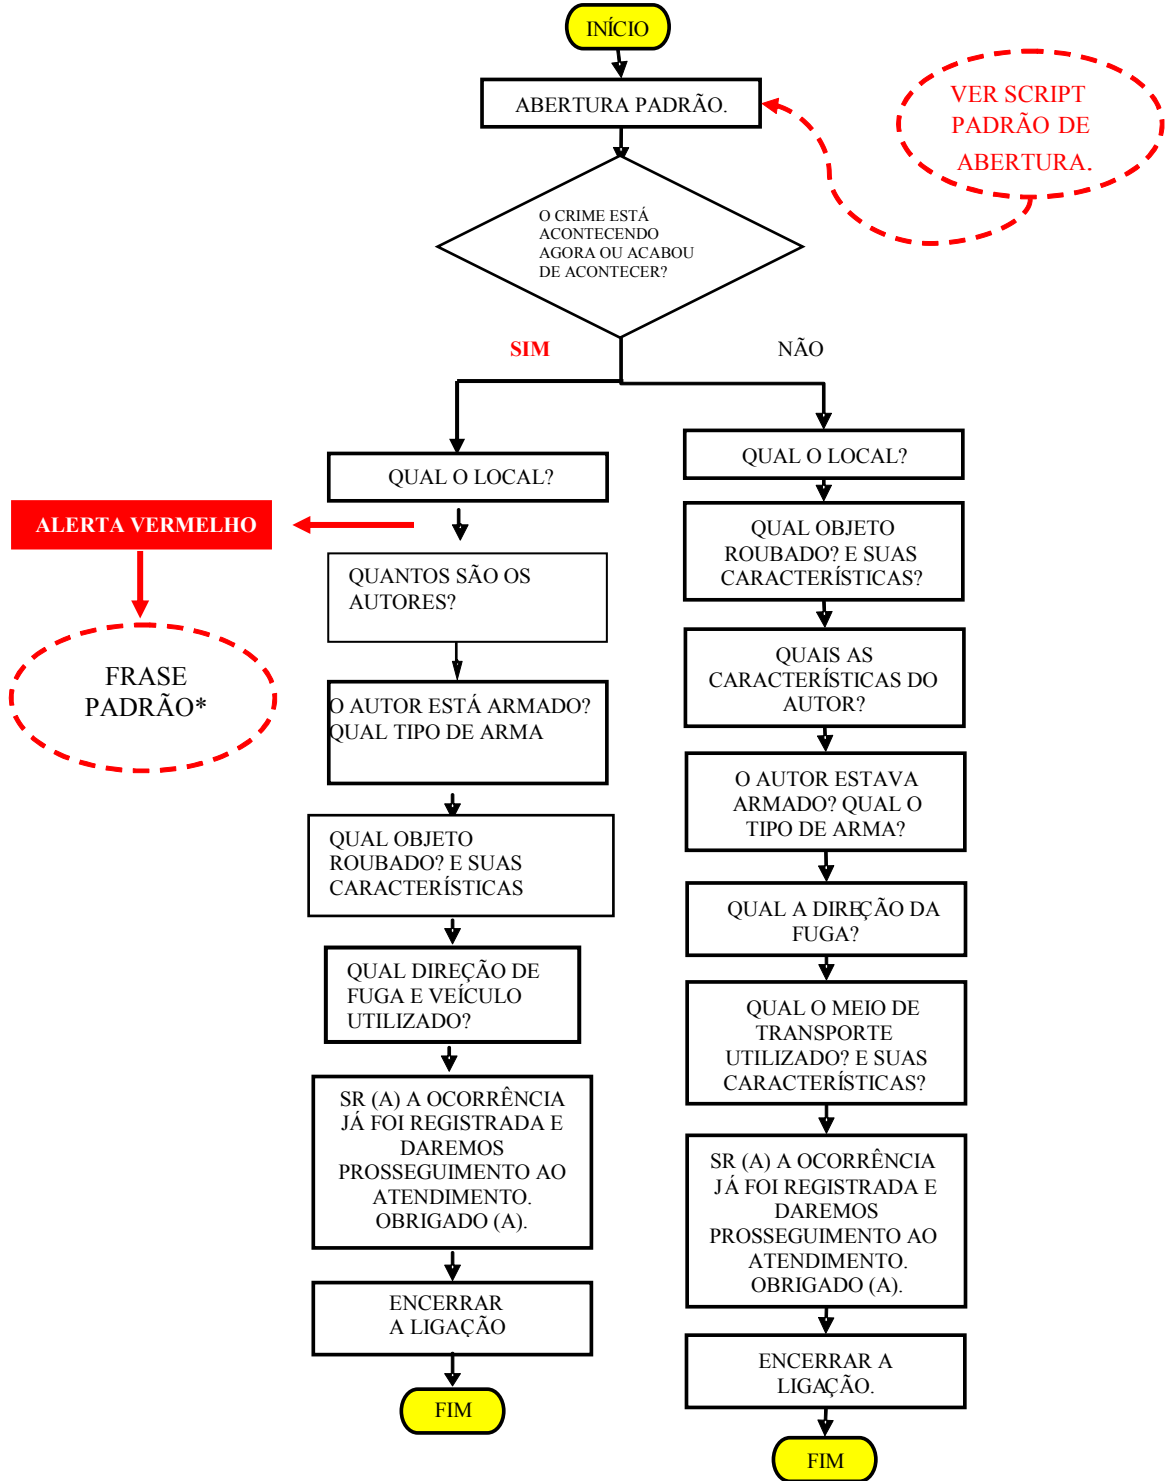 INÍCIO
ABERTURA PADRÃO.
VER SCRIPT
PADRÃO DE
ABERTURA.
O CRIME ESTÁ
ACONTECENDO
AGORA OU ACABOU
DE ACONTECER?
SIM
NÃO
QUAL O LOCAL?
ALERTA VERMELHO
FRASE
PADRÃO*
QUANTOS SÃO OS
AUTORES?
O AUTOR ESTÁ ARMADO?
QUAL TIPO DE ARMA
QUAL OBJETO
ROUBADO? E SUAS
CARACTERÍSTICAS
QUAL DIREÇÃO DE
FUGA E VEÍCULO
UTILIZADO?
SR (A) A OCORRÊNCIA
JÁ FOI REGISTRADA E
DAREMOS
PROSSEGUIMENTO AO
ATENDIMENTO.
OBRIGADO (A).
ENCERRAR
A LIGAÇÃO
FIM
QUAL O LOCAL?
QUAL OBJETO
ROUBADO? E SUAS
CARACTERÍSTICAS?
QUAIS AS
CARACTERÍSTICAS DO
AUTOR?
O AUTOR ESTAVA
ARMADO? QUAL O
TIPO DE ARMA?
QUAL A DIREÇÃO DA
FUGA?
QUAL O MEIO DE
TRANSPORTE
UTILIZADO? E SUAS
CARACTERÍSTICAS?
SR (A) A OCORRÊNCIA
JÁ FOI REGISTRADA E
DAREMOS
PROSSEGUIMENTO AO
ATENDIMENTO.
OBRIGADO (A).
ENCERRAR A
LIGAÇÃO.
FIM